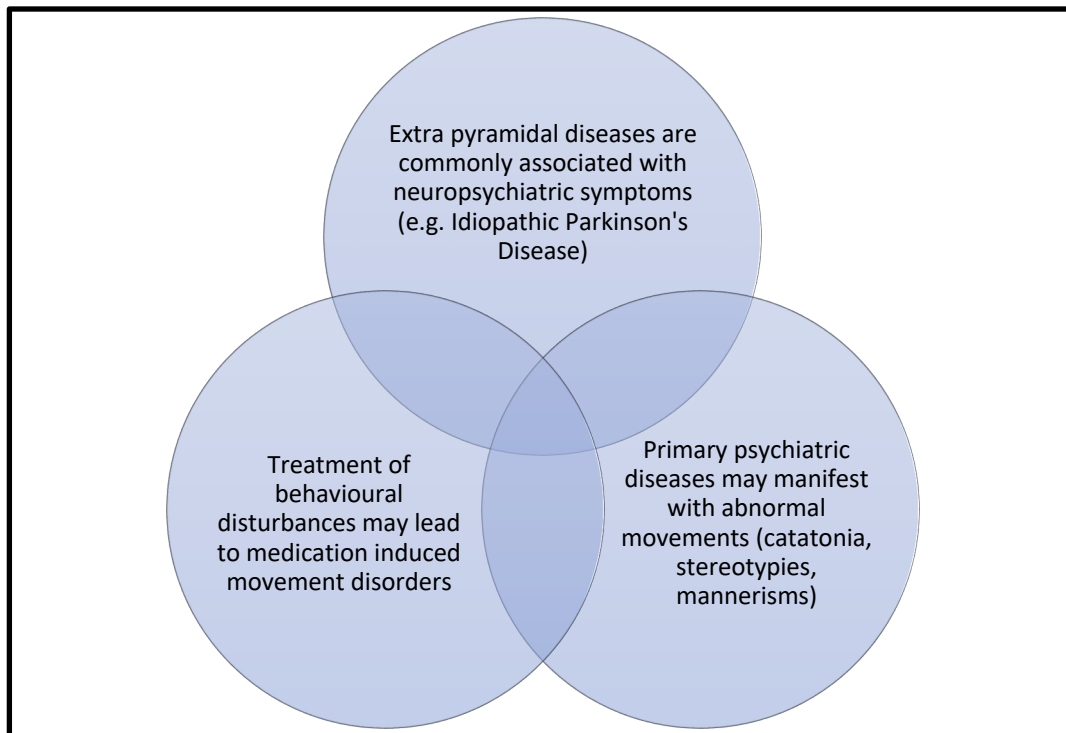 Extra pyramidal diseases are
commonly associated with
neuropsychiatric symptoms
(e.g. Idiopathic Parkinson's
Disease)
Treatment of
behavioural
disturbances may lead
to medication induced
movement disorders
Primary psychiatric
diseases may manifest
with abnormal
movements (catatonia,
stereotypies,
mannerisms)